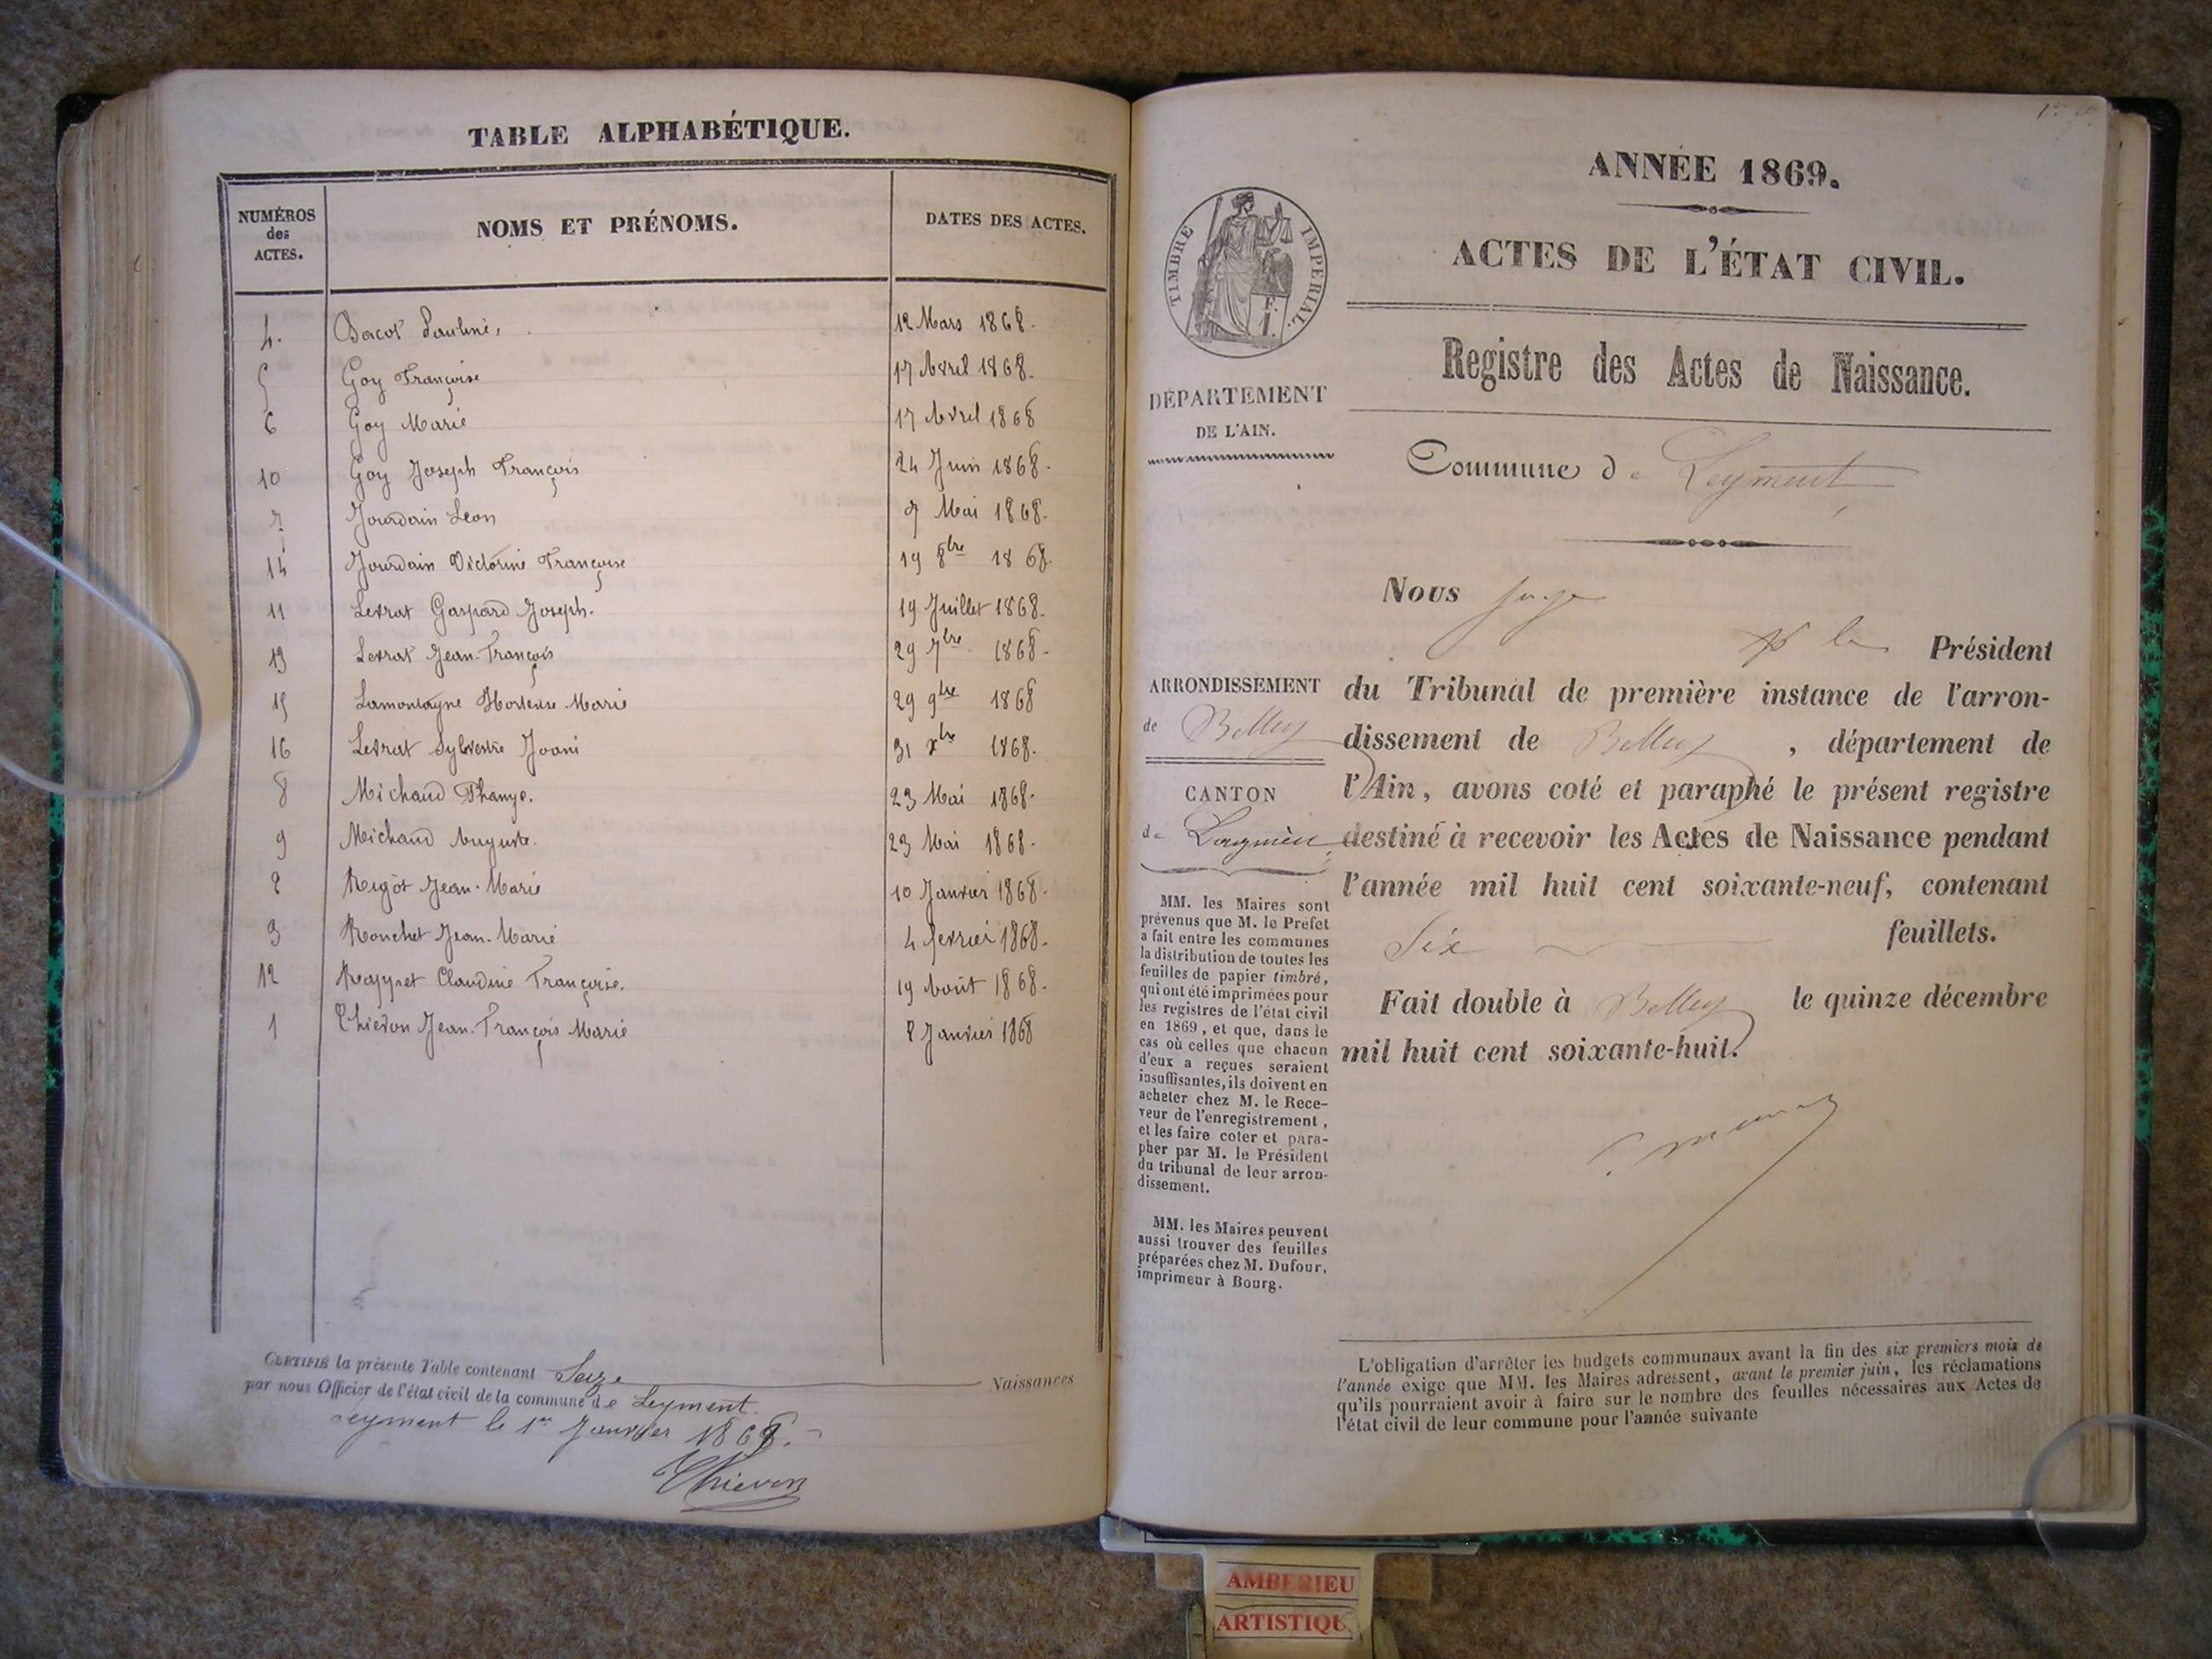 TABLE ALPHABÉTIQUE.
NUMÉROS des ACTES. NOMS ET PRÉNOMS. DATES DES ACTES.
4. Bacot Pauline, 12 Mars 1868.
5 Goy Françoise 17 Avril 1868.
6 Goy Marie 17 Avril 1868
10 Goy Joseph François 24 Juin 1868.
7 Jourdain Léon 7 Mai 1868.
14 Jourdain Victorine Françoise 19 8bre 1868.
11 Levrat Gaspard Joseph. 19 Juillet 1868.
13 Levrat Jean-François 29 7bre 1868.
15 Lamontagne Hortense Marie 29 9bre 1868
16 Levrat Sylvestre Joani 31 xbre 1868.
8 Michaud 23 Mai 1868.
9 Michaud Auguste. 23 Mai 1868.
2 Rigot Jean-Marie 10 Janvier 1868.
3 Ronchet Jean-Marie 4 fevrier 1868.
12 Rappet Claudine Françoise. 19 Août 1868.
1 Thievon Jean-François Marie 8 Janvier 1868
CERTIFIÉ la présente Table contenant Seize Naissances
par nous Officier de l'état civil de la commune de Leyment.
Leyment le 1er Janvier 1869.
Thievon
ANNÉE 1869.
ACTES DE L'ÉTAT CIVIL.
TIMBRE IMPÉRIAL.
Registre des Actes de Naissance.
DÉPARTEMENT
DE L'AIN.
Commune de Leyment
ARRONDISSEMENT
de Belley
CANTON
de Lagnieu
MM. les Maires sont
prévenus que M. le Préfet
a fait entre les communes
la distribution de toutes les
feuilles de papier timbré,
qui ont été imprimées pour
les registres de l'état civil
en 1869, et que, dans le
cas où celles que chacun
d'eux a reçues seraient
insuffisantes, ils doivent en
acheter chez M. le Rece-
veur de l'enregistrement,
et les faire coter et para-
pher par M. le Président
du tribunal de leur arron-
dissement.
MM. les Maires peuvent
aussi trouver des feuilles
préparées chez M. Dufour,
imprimeur à Bourg.
Nous juge
pr le Président
du Tribunal de première instance de l'arron-
dissement de Belley, département de
l'Ain, avons coté et paraphé le présent registre
destiné à recevoir les Actes de Naissance pendant
l'année mil huit cent soixante-neuf, contenant
Six feuillets.
Fait double à Belley le quinze décembre
mil huit cent soixante-huit.
L'obligation d'arrêter les budgets communaux avant la fin des six premiers mois de
l'année exige que MM. les Maires adressent, avant le premier juin, les réclamations
qu'ils pourraient avoir à faire sur le nombre des feuilles nécessaires aux Actes de
l'état civil de leur commune pour l'année suivante
AMBERIEU
ARTISTIQUE